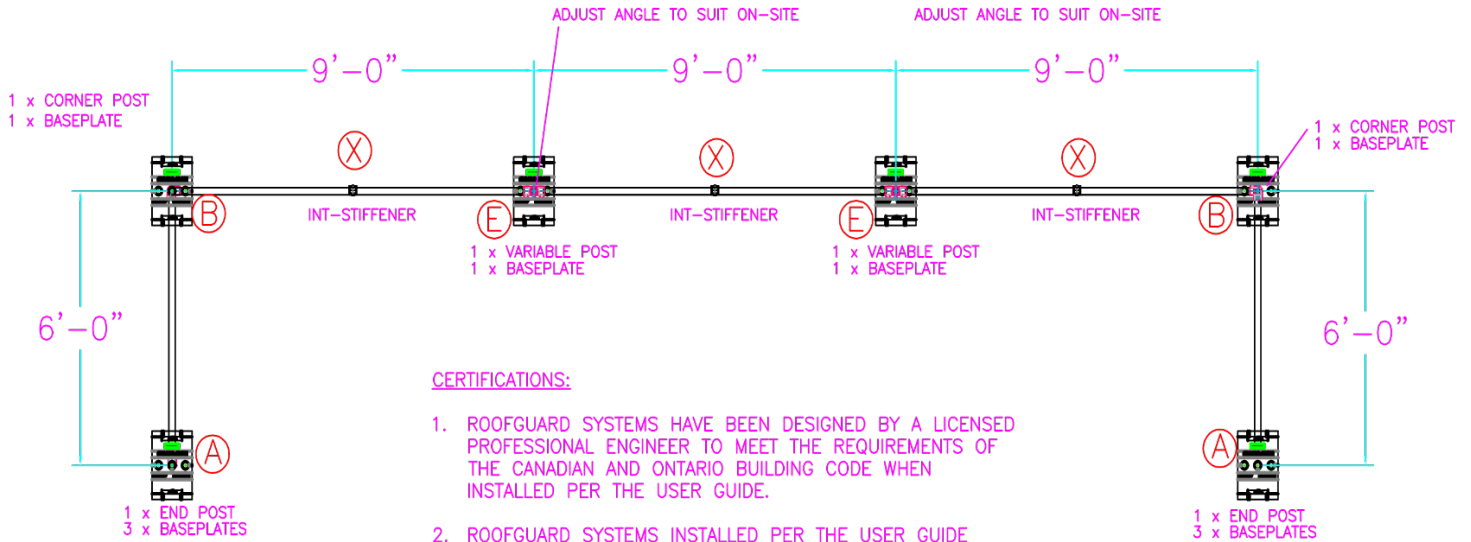 ADJUST ANGLE TO SUIT ON-SITE
ADJUST ANGLE TO SUIT ON-SITE
9'-0"
9'-0"
9'-0"
1 x CORNER POST
1 x BASEPLATE
1 x CORNER POST
1 x BASEPLATE
X
X
X
INT-STIFFENER
INT-STIFFENER
INT-STIFFENER
B
E
E
B
1 x VARIABLE POST
1 x BASEPLATE
1 x VARIABLE POST
1 x BASEPLATE
6'-0"
6'-0"
CERTIFICATIONS:
1. ROOFGUARD SYSTEMS HAVE BEEN DESIGNED BY A LICENSED
PROFESSIONAL ENGINEER TO MEET THE REQUIREMENTS OF
THE CANADIAN AND ONTARIO BUILDING CODE WHEN
INSTALLED PER THE USER GUIDE.
2. ROOFGUARD SYSTEMS INSTALLED PER THE USER GUIDE
A
A
1 x END POST
3 x BASEPLATES
1 x END POST
3 x BASEPLATES